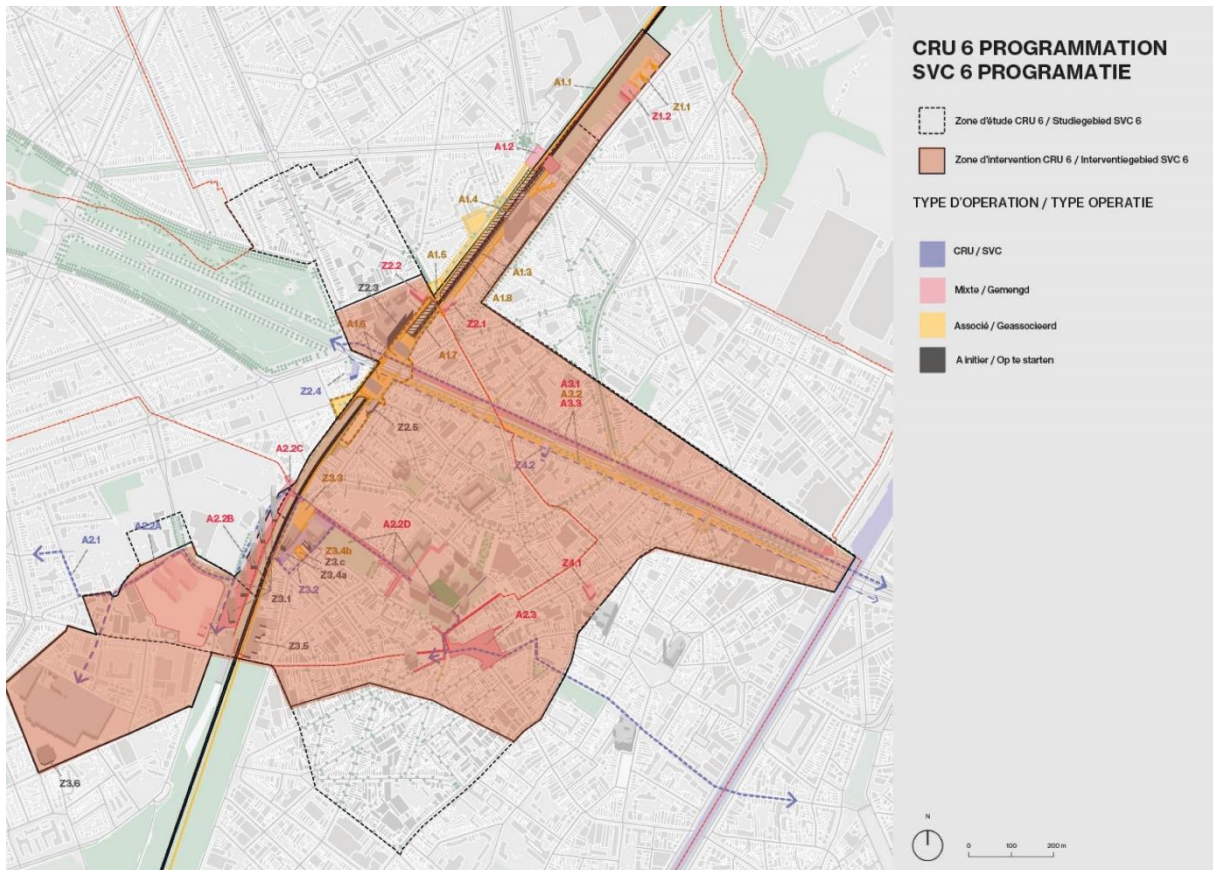 CRU 6 PROGRAMMATION
SVC 6 PROGRAMATIE
Zone d'étude CRU 6 / Studiegebied SVC 6
Zone d'intervention CRU 6 / Interventiegebied SVC 6
TYPE D'OPERATION / TYPE OPERATIE
CRU / SVC
Mixte / Gemengd
Associé / Geassocieerd
A initier / Op te starten
N
0 100 200 m
A1.1
Z1.1
Z1.2
A1.2
A1.4
A1.5
Z2.2
A1.3
Z2.3
A1.8
A1.6
Z2.1
A1.7
Z2.4
A3.1
A3.2
A3.3
Z2.5
Z4.2
A2.2C
Z3.3
A2.2B
A2.2A
A2.2D
A2.1
Z3.4b
Z3.c
Z3.4a
Z4.1
Z3.2
Z3.1
A2.3
Z3.5
Z3.6